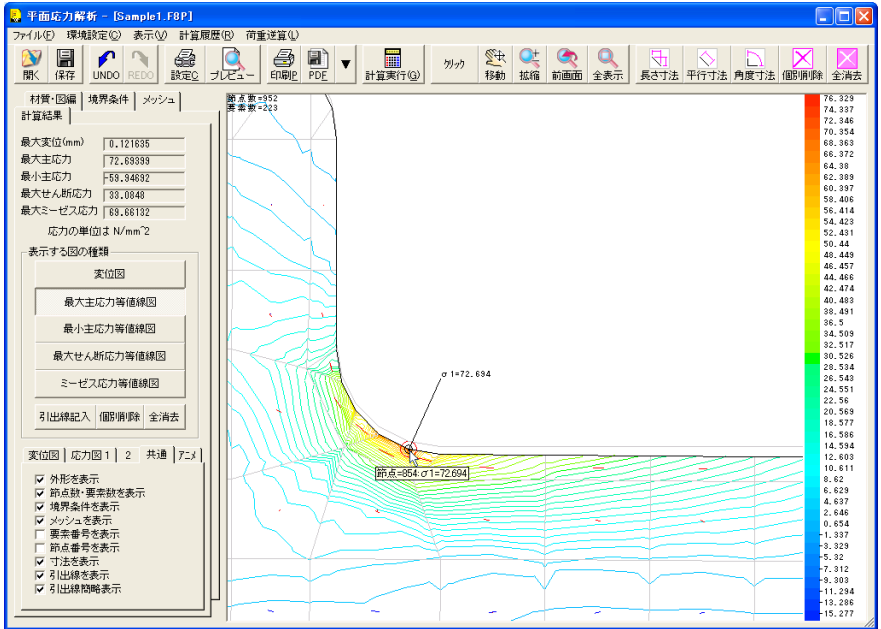 平面応力解析 - [Sample1.F8P]
ファイル(F) 環境設定(C) 表示(V) 計算履歴(R) 荷重逆算(L)
開く 保存 UNDO REDO 設定C プレビュー 印刷P PDF ▼ 計算実行(G) クリック 移動 拡縮 前画面 全表示 長さ寸法 平行寸法 角度寸法 個別削除 全消去
材質・図編 境界条件 メッシュ
計算結果
最大変位(mm) 0.121635
最大主応力 72.69399
最小主応力 -59.94692
最大せん断応力 33.0848
最大ミーゼス応力 69.66132
応力の単位は N/mm^2
表示する図の種類
変位図
最大主応力等値線図
最小主応力等値線図
最大せん断応力等値線図
ミーゼス応力等値線図
引出線記入 個別削除 全消去
変位図 応力図1 2 共通 アニメ
外形を表示
節点数・要素数を表示
境界条件を表示
メッシュを表示
要素番号を表示
節点番号を表示
寸法を表示
引出線を表示
引出線簡略表示
節点数=952
要素数=223
σ1=72.694
節点=854:σ1=72.694
76.329
74.337
72.346
70.354
68.363
66.372
64.38
62.389
60.397
58.406
56.414
54.423
52.431
50.44
48.449
46.457
44.466
42.474
40.483
38.491
36.5
34.509
32.517
30.526
28.534
26.543
24.551
22.56
20.569
18.577
16.586
14.594
12.603
10.611
8.62
6.629
4.637
2.646
0.654
-1.337
-3.329
-5.32
-7.312
-9.303
-11.294
-13.286
-15.277